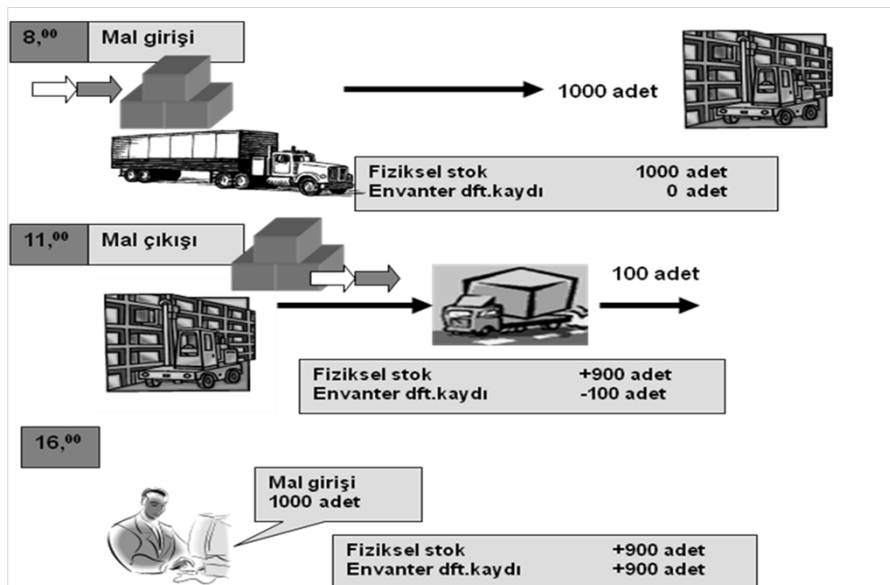 8,⁰⁰ Mal girişi
1000 adet
Fiziksel stok 1000 adet
Envanter dft.kaydı 0 adet
11,⁰⁰ Mal çıkışı
100 adet
Fiziksel stok +900 adet
Envanter dft.kaydı -100 adet
16,⁰⁰
Mal girişi
1000 adet
Fiziksel stok +900 adet
Envanter dft.kaydı +900 adet